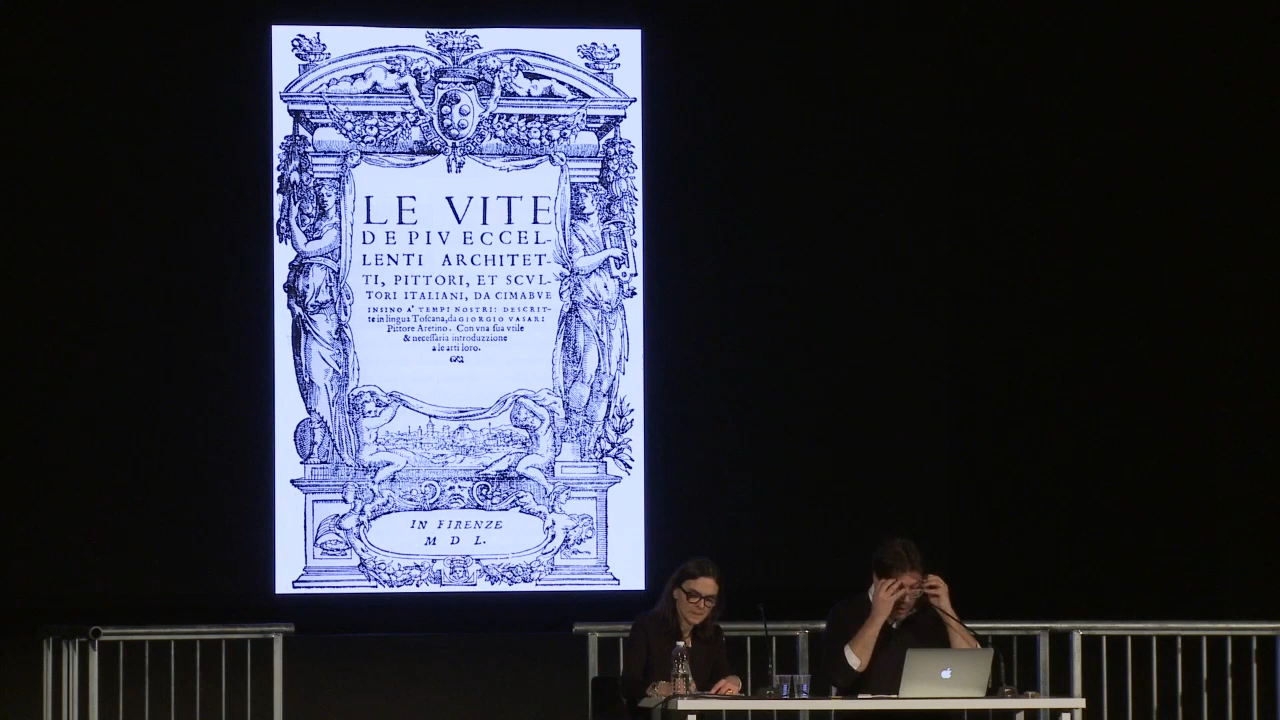 LE VITE
DE PIV ECCEL-
LENTI ARCHITET-
TI, PITTORI, ET SCVL-
TORI ITALIANI, DA CIMABVE
INSINO A' TEMPI NOSTRI: DESCRIT-
te in lingua Toscana, da GIORGIO VASARI
Pittore Aretino. Con vna sua vtile
& necessaria introduzzione
a le arti loro.
IN FIRENZE
M D L.